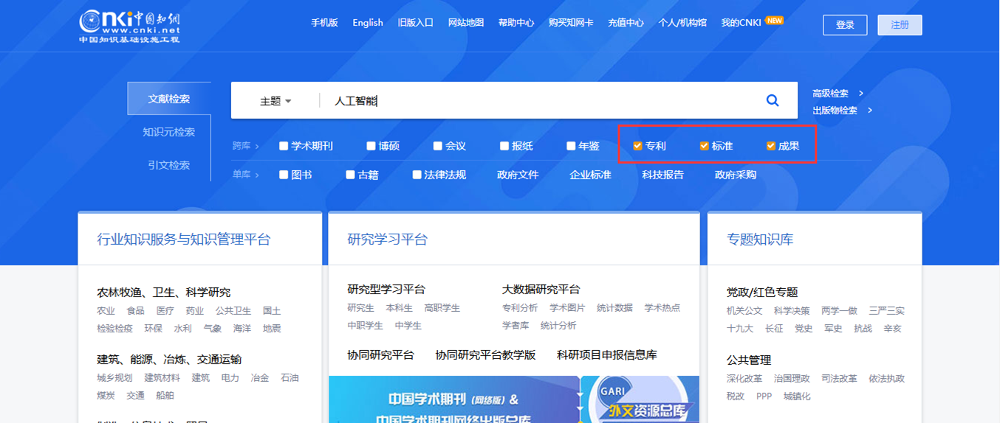 cnki 中国知网
www.cnki.net
中国知识基础设施工程
手机版 English 旧版入口 网站地图 帮助中心 购买知网卡 充值中心 个人/机构馆 我的CNKI NEW 登录 注册
文献检索
知识元检索
引文检索
主题 人工智能
高级检索 >
出版物检索 >
跨库 > 学术期刊 博硕 会议 报纸 年鉴 专利 标准 成果
单库 > 图书 古籍 法律法规 政府文件 企业标准 科技报告 政府采购
行业知识服务与知识管理平台
农林牧渔、卫生、科学研究
农业 食品 医疗 药业 公共卫生 国土
检验检疫 环保 水利 气象 海洋 地震
建筑、能源、冶炼、交通运输
城乡规划 建筑材料 建筑 电力 冶金 石油
煤炭 交通 船舶
研究学习平台
研究型学习平台
研究生 本科生 高职学生
中职学生 中学生
大数据研究平台
专利分析 学术图片 统计数据 学术热点
学者库 统计分析
协同研究平台 协同研究平台教学版 科研项目申报信息库
中国学术期刊 (网络版) &
中国学术期刊网络出版总库
GARI
外文资源总库
专题知识库
党政/红色专题
机关公文 科学决策 两学一做 三严三实
十九大 长征 党史 军史 抗战 辛亥
公共管理
深化改革 治国理政 司法改革 依法执政
税改 PPP 城镇化